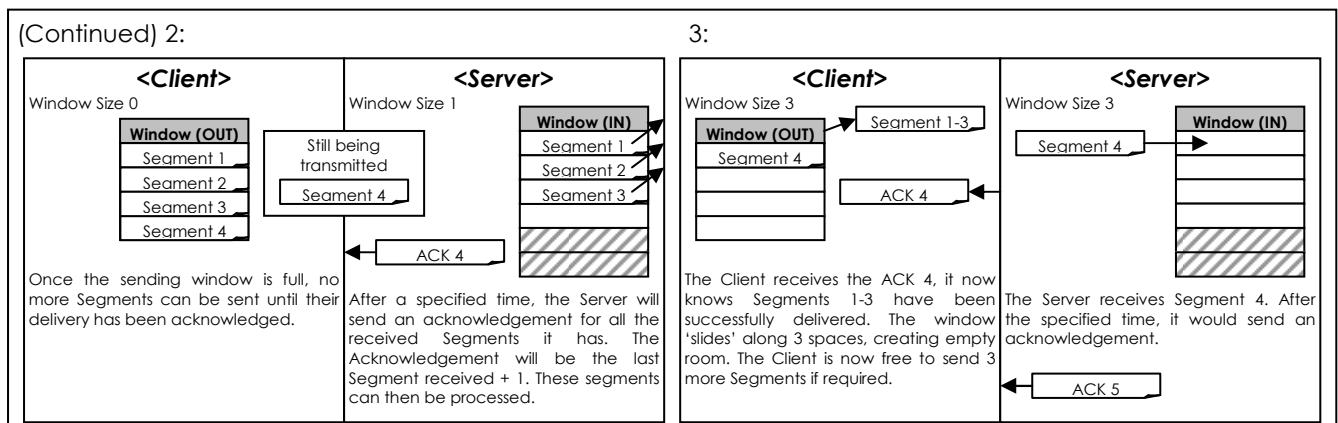 (Continued) 2:
<Client>
Window Size 0
Window (OUT)
Segment 1
Segment 2
Segment 3
Segment 4
Still being
transmitted
Segment 4
Once the sending window is full, no
more Segments can be sent until their
delivery has been acknowledged.
<Server>
Window Size 1
Window (IN)
Segment 1
Segment 2
Segment 3
ACK 4
After a specified time, the Server will
send an acknowledgement for all the
received Segments it has. The
Acknowledgement will be the last
Segment received + 1. These segments
can then be processed.
3:
<Client>
Window Size 3
Window (OUT)
Segment 4
Segment 1-3
ACK 4
The Client receives the ACK 4, it now
knows Segments 1-3 have been
successfully delivered. The window
‘slides’ along 3 spaces, creating empty
room. The Client is now free to send 3
more Segments if required.
<Server>
Window Size 3
Window (IN)
Segment 4
The Server receives Segment 4. After
the specified time, it would send an
acknowledgement.
ACK 5